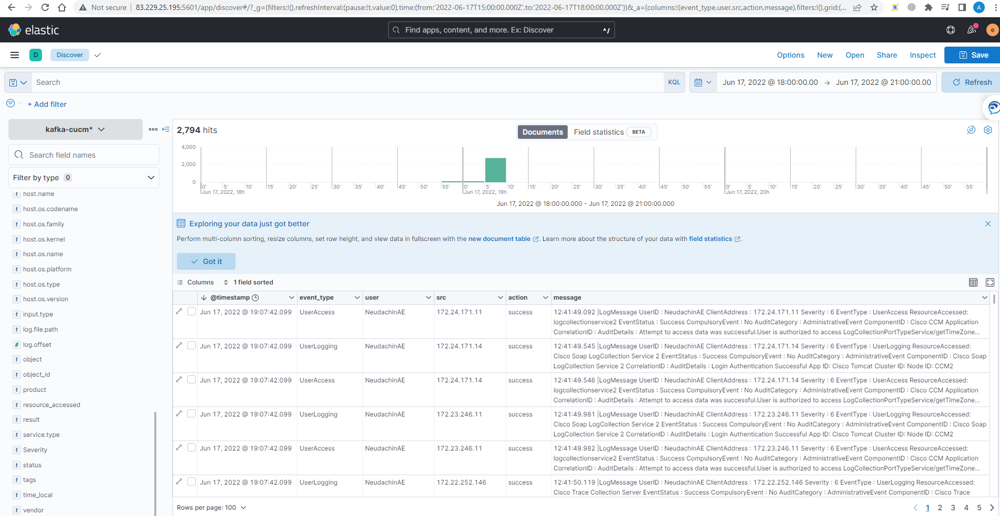 Not secure | 83.229.25.195:5601/app/discover#/?_g=(filters:!(),refreshInterval:(pause:!t,value:0),time:(from:'2022-06-17T15:00:00.000Z',to:'2022-06-17T18:00:00.000Z'))&_a=(columns:!(event_type,user,src,action,message),filters:!(),grid:(...
A
elastic
Find apps, content, and more. Ex: Discover
^/
e
D
Discover
Options
New
Open
Share
Inspect
Save
Search
KQL
Jun 17, 2022 @ 18:00:00.00 → Jun 17, 2022 @ 21:00:00.00
Refresh
+ Add filter
kafka-cucm*
Search field names
Filter by type 0
t host.name
t host.os.codename
t host.os.family
t host.os.kernel
t host.os.name
t host.os.platform
t host.os.type
t host.os.version
t input.type
t log.file.path
# log.offset
t object
t object_id
t product
t resource_accessed
t result
t service.type
t Severity
t status
t tags
t time_local
t vendor
2,794 hits
Documents
Field statistics BETA
4,000
2,000
0
0' 5' 10' 15' 20' 25' 30' 35' 40' 45' 50' 55' 0' 5' 10' 15' 20' 25' 30' 35' 40' 45' 50' 55' 0' 5' 10' 15' 20' 25' 30' 35' 40' 45' 50' 55'
Jun 17, 2022, 18h Jun 17, 2022, 19h Jun 17, 2022, 20h
Jun 17, 2022 @ 18:00:00.000 - Jun 17, 2022 @ 21:00:00.000
Exploring your data just got better
Perform multi-column sorting, resize columns, set row height, and view data in fullscreen with the new document table. Learn more about the structure of your data with field statistics.
Got it
Columns 1 field sorted
@timestamp event_type user src action message
Jun 17, 2022 @ 19:07:42.099 UserAccess NeudachinAE 172.24.171.11 success 12:41:49.092 |LogMessage UserID : NeudachinAE ClientAddress : 172.24.171.11 Severity : 6 EventType : UserAccess ResourceAccessed:
logcollectionservice2 EventStatus : Success CompulsoryEvent : No AuditCategory : AdministrativeEvent ComponentID : Cisco CCM Application
CorrelationID : AuditDetails : Attempt to access data was successful.User is authorized to access LogCollectionPortTypeService/getTimeZone...
Jun 17, 2022 @ 19:07:42.099 UserLogging NeudachinAE 172.24.171.14 success 12:41:49.545 |LogMessage UserID : NeudachinAE ClientAddress : 172.24.171.14 Severity : 6 EventType : UserLogging ResourceAccessed:
Cisco Soap LogCollection Service 2 EventStatus : Success CompulsoryEvent : No AuditCategory : AdministrativeEvent ComponentID : Cisco Soap
LogCollection Service 2 CorrelationID : AuditDetails : Login Authentication Successful App ID: Cisco Tomcat Cluster ID: Node ID: CCM2
Jun 17, 2022 @ 19:07:42.099 UserAccess NeudachinAE 172.24.171.14 success 12:41:49.546 |LogMessage UserID : NeudachinAE ClientAddress : 172.24.171.14 Severity : 6 EventType : UserAccess ResourceAccessed:
logcollectionservice2 EventStatus : Success CompulsoryEvent : No AuditCategory : AdministrativeEvent ComponentID : Cisco CCM Application
CorrelationID : AuditDetails : Attempt to access data was successful.User is authorized to access LogCollectionPortTypeService/getTimeZone...
Jun 17, 2022 @ 19:07:42.099 UserLogging NeudachinAE 172.23.246.11 success 12:41:49.981 |LogMessage UserID : NeudachinAE ClientAddress : 172.23.246.11 Severity : 6 EventType : UserLogging ResourceAccessed:
Cisco Soap LogCollection Service 2 EventStatus : Success CompulsoryEvent : No AuditCategory : AdministrativeEvent ComponentID : Cisco Soap
LogCollection Service 2 CorrelationID : AuditDetails : Login Authentication Successful App ID: Cisco Tomcat Cluster ID: Node ID: CCM2
Jun 17, 2022 @ 19:07:42.099 UserAccess NeudachinAE 172.23.246.11 success 12:41:49.982 |LogMessage UserID : NeudachinAE ClientAddress : 172.23.246.11 Severity : 6 EventType : UserAccess ResourceAccessed:
logcollectionservice2 EventStatus : Success CompulsoryEvent : No AuditCategory : AdministrativeEvent ComponentID : Cisco CCM Application
CorrelationID : AuditDetails : Attempt to access data was successful.User is authorized to access LogCollectionPortTypeService/getTimeZone...
Jun 17, 2022 @ 19:07:42.099 UserLogging NeudachinAE 172.22.252.146 success 12:41:50.119 |LogMessage UserID : NeudachinAE ClientAddress : 172.22.252.146 Severity : 6 EventType : UserLogging ResourceAccessed:
Cisco Trace Collection Server EventStatus : Success CompulsoryEvent : No AuditCategory : AdministrativeEvent ComponentID : Cisco Trace
Rows per page: 100
1 2 3 4 5